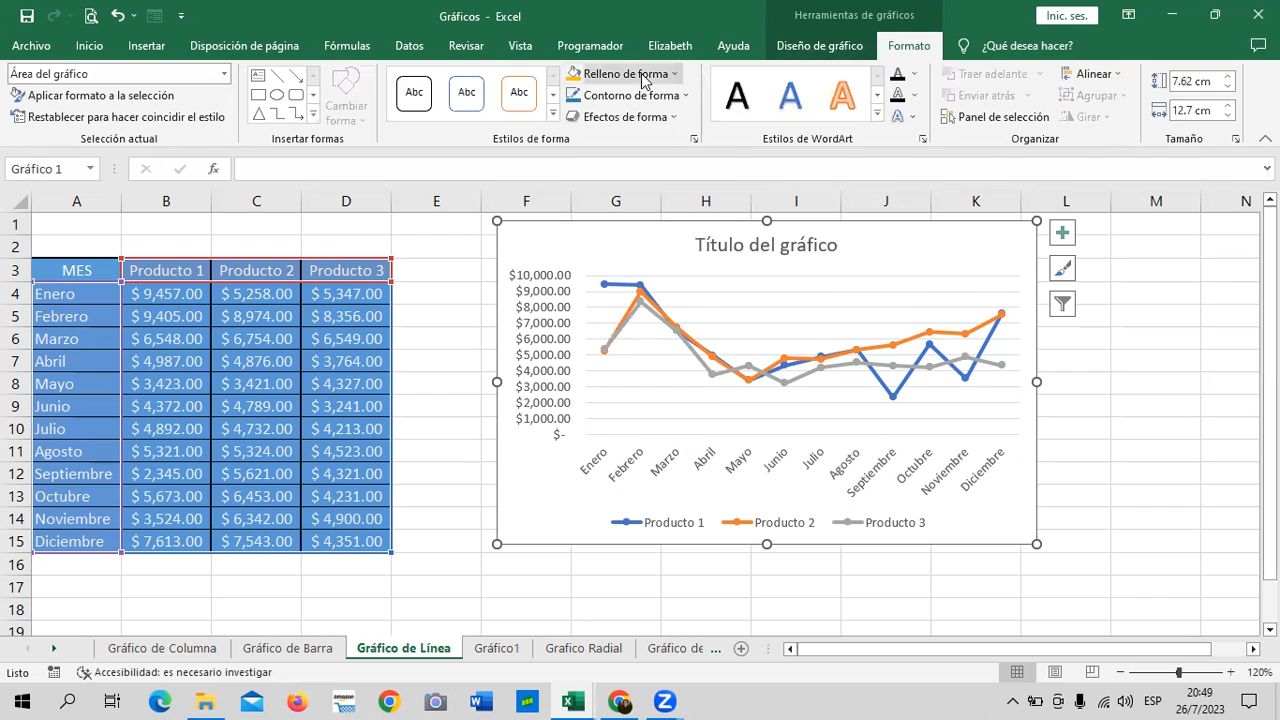 Gráficos - Excel
Herramientas de gráficos
Inic. ses.
Archivo Inicio Insertar Disposición de página Fórmulas Datos Revisar Vista Programador Elizabeth Ayuda Diseño de gráfico Formato ¿Qué desea hacer?
Área del gráfico
Aplicar formato a la selección
Restablecer para hacer coincidir el estilo
Selección actual
Cambiar
forma
Insertar formas
Abc Abc Abc
Relleno de forma
Contorno de forma
Efectos de forma
Estilos de forma
A A A
Estilos de WordArt
Traer adelante
Enviar atrás
Panel de selección
Alinear
Agrupar
Girar
Organizar
7.62 cm
12.7 cm
Tamaño
Gráfico 1
fx
A B C D E F G H I J K L M N
1
2
3 MES Producto 1 Producto 2 Producto 3
4 Enero $ 9,457.00 $ 5,258.00 $ 5,347.00
5 Febrero $ 9,405.00 $ 8,974.00 $ 8,356.00
6 Marzo $ 6,548.00 $ 6,754.00 $ 6,549.00
7 Abril $ 4,987.00 $ 4,876.00 $ 3,764.00
8 Mayo $ 3,423.00 $ 3,421.00 $ 4,327.00
9 Junio $ 4,372.00 $ 4,789.00 $ 3,241.00
10 Julio $ 4,892.00 $ 4,732.00 $ 4,213.00
11 Agosto $ 5,321.00 $ 5,324.00 $ 4,523.00
12 Septiembre $ 2,345.00 $ 5,621.00 $ 4,321.00
13 Octubre $ 5,673.00 $ 6,453.00 $ 4,231.00
14 Noviembre $ 3,524.00 $ 6,342.00 $ 4,900.00
15 Diciembre $ 7,613.00 $ 7,543.00 $ 4,351.00
16
17
18
19
Título del gráfico
$10,000.00
$9,000.00
$8,000.00
$7,000.00
$6,000.00
$5,000.00
$4,000.00
$3,000.00
$2,000.00
$1,000.00
$-
Enero Febrero Marzo Abril Mayo Junio Julio Agosto Septiembre Octubre Noviembre Diciembre
Producto 1 Producto 2 Producto 3
Gráfico de Columna Gráfico de Barra Gráfico de Línea Gráfico1 Grafico Radial Gráfico de ...
Listo Accesibilidad: es necesario investigar 120%
ESP
20:49
26/7/2023